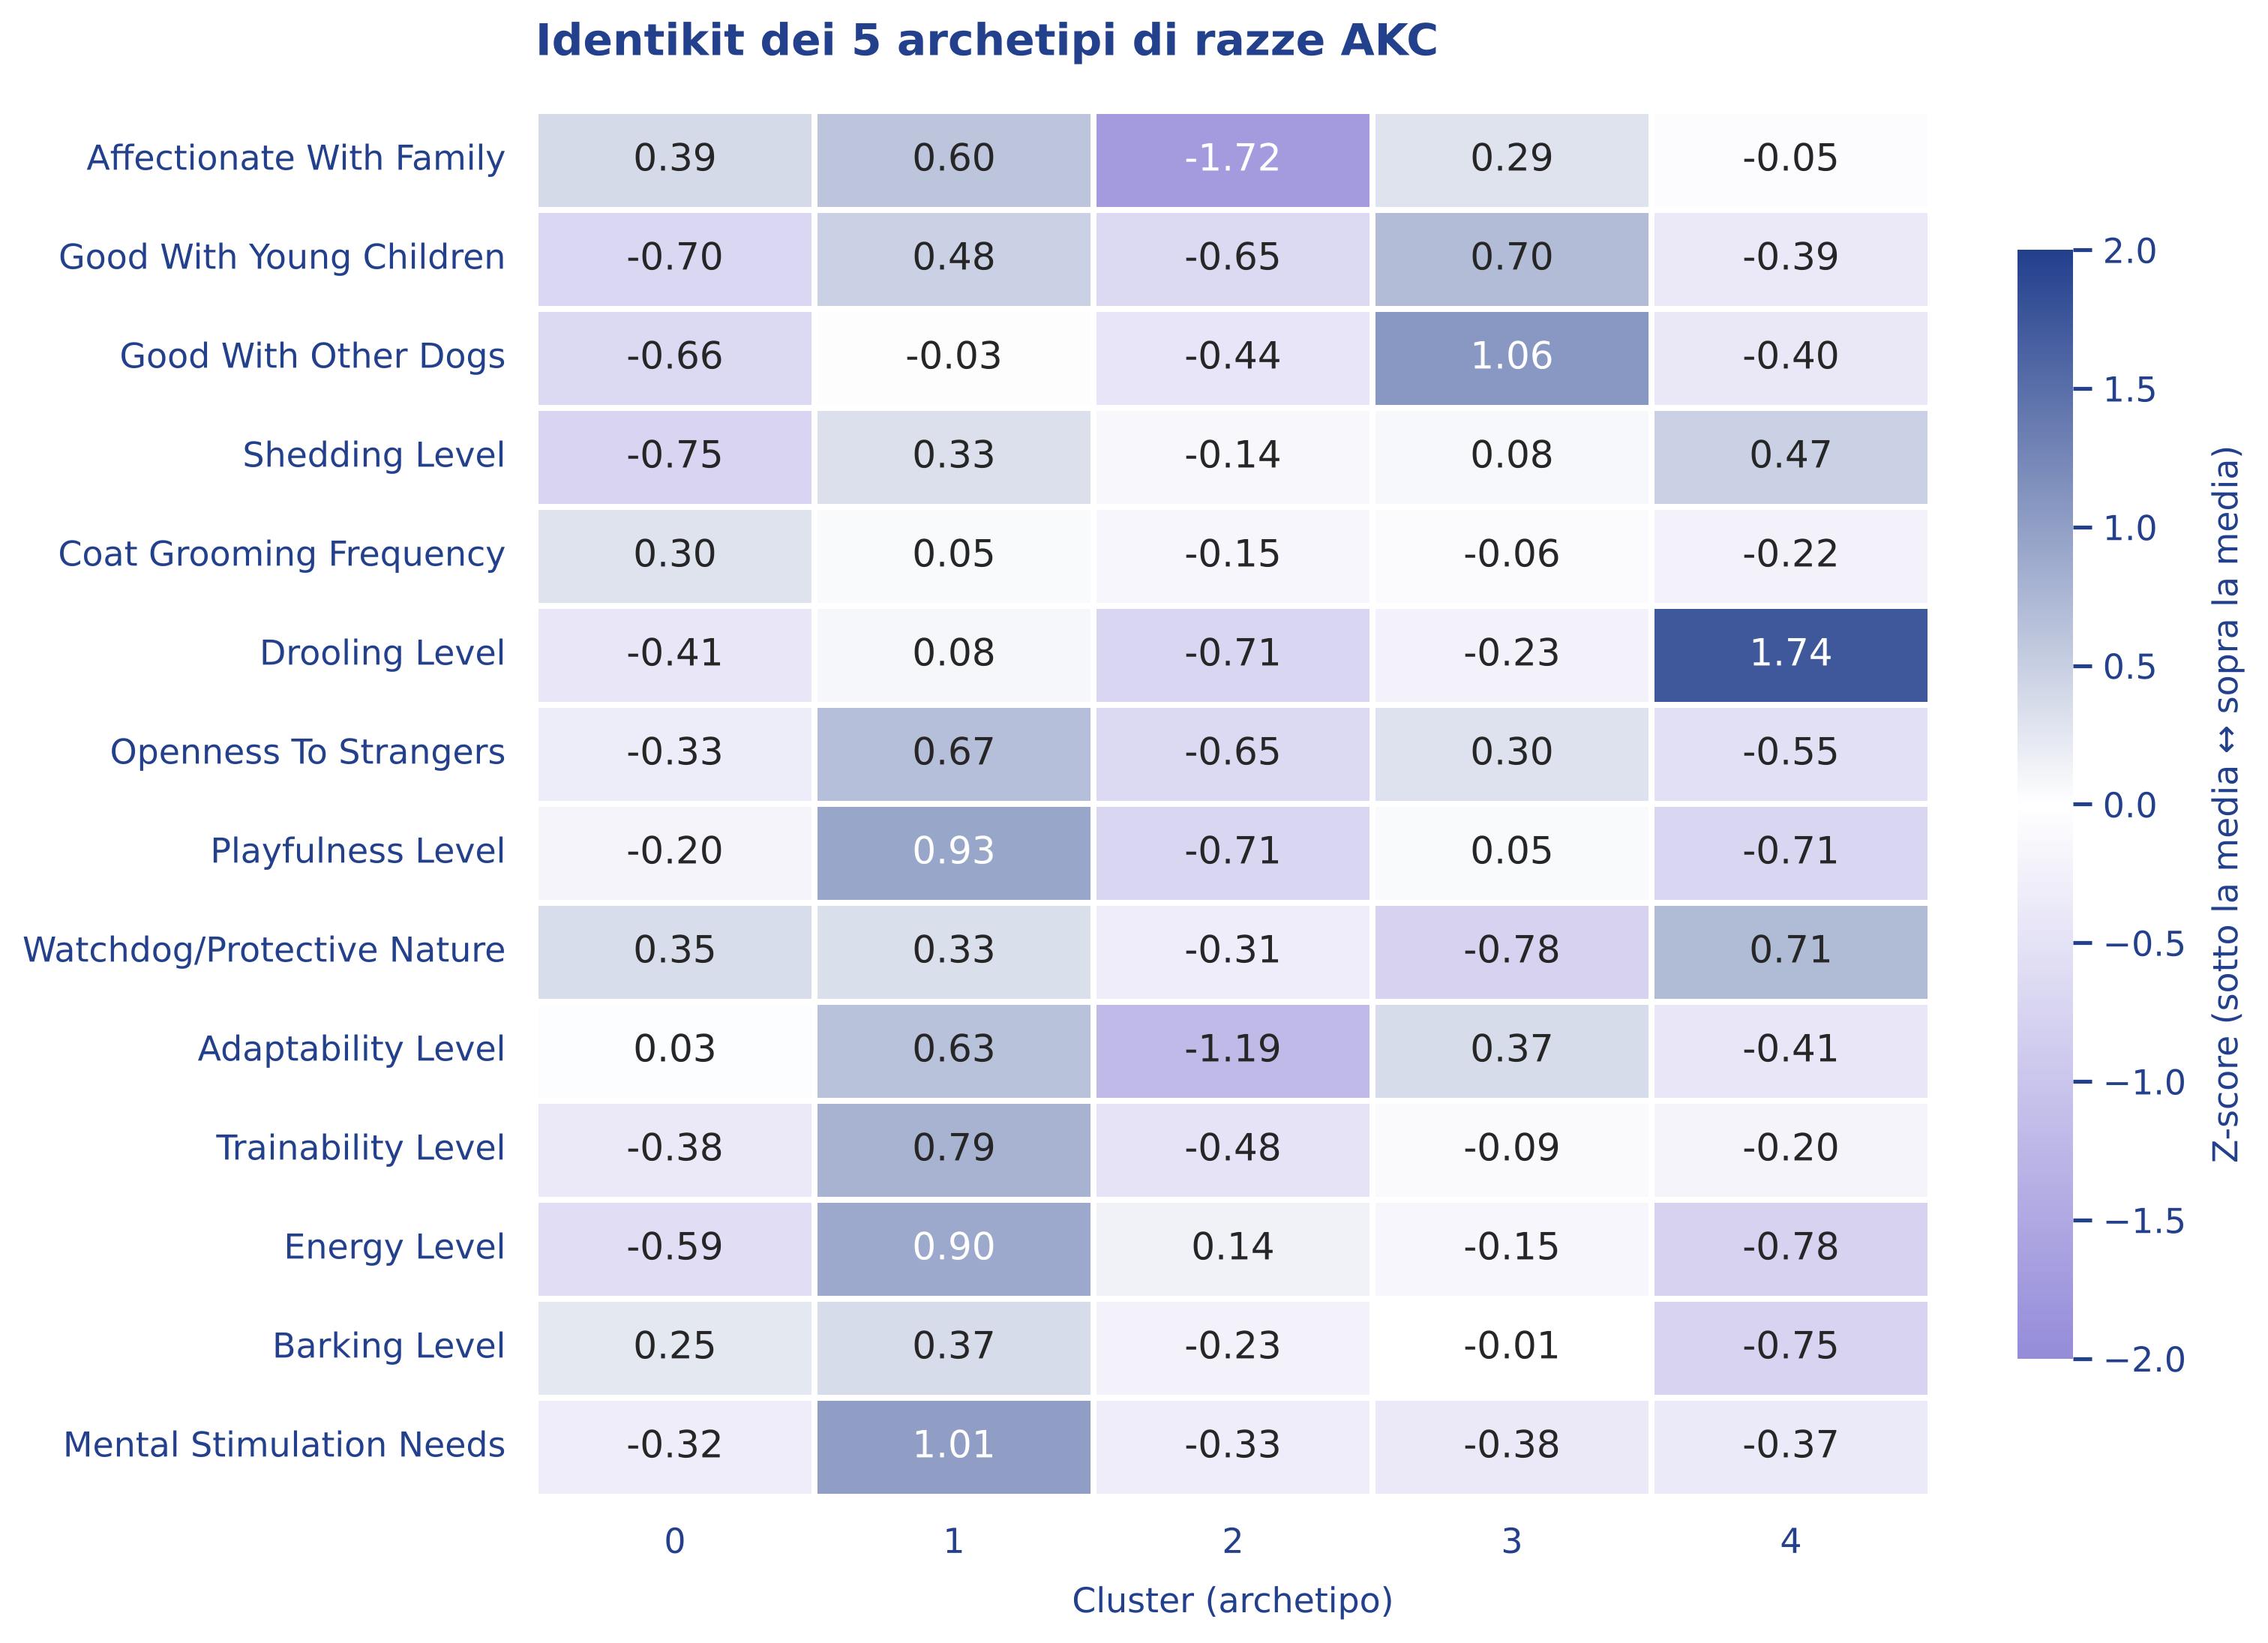 Identikit dei 5 archetipi di razze AKC
Affectionate With Family 0.39 0.60 -1.72 0.29 -0.05
Good With Young Children -0.70 0.48 -0.65 0.70 -0.39
Good With Other Dogs -0.66 -0.03 -0.44 1.06 -0.40
Shedding Level -0.75 0.33 -0.14 0.08 0.47
Coat Grooming Frequency 0.30 0.05 -0.15 -0.06 -0.22
Drooling Level -0.41 0.08 -0.71 -0.23 1.74
Openness To Strangers -0.33 0.67 -0.65 0.30 -0.55
Playfulness Level -0.20 0.93 -0.71 0.05 -0.71
Watchdog/Protective Nature 0.35 0.33 -0.31 -0.78 0.71
Adaptability Level 0.03 0.63 -1.19 0.37 -0.41
Trainability Level -0.38 0.79 -0.48 -0.09 -0.20
Energy Level -0.59 0.90 0.14 -0.15 -0.78
Barking Level 0.25 0.37 -0.23 -0.01 -0.75
Mental Stimulation Needs -0.32 1.01 -0.33 -0.38 -0.37
0 1 2 3 4
Cluster (archetipo)
2.0
1.5
1.0
0.5
0.0
−0.5
−1.0
−1.5
−2.0
Z-score (sotto la media ↔ sopra la media)